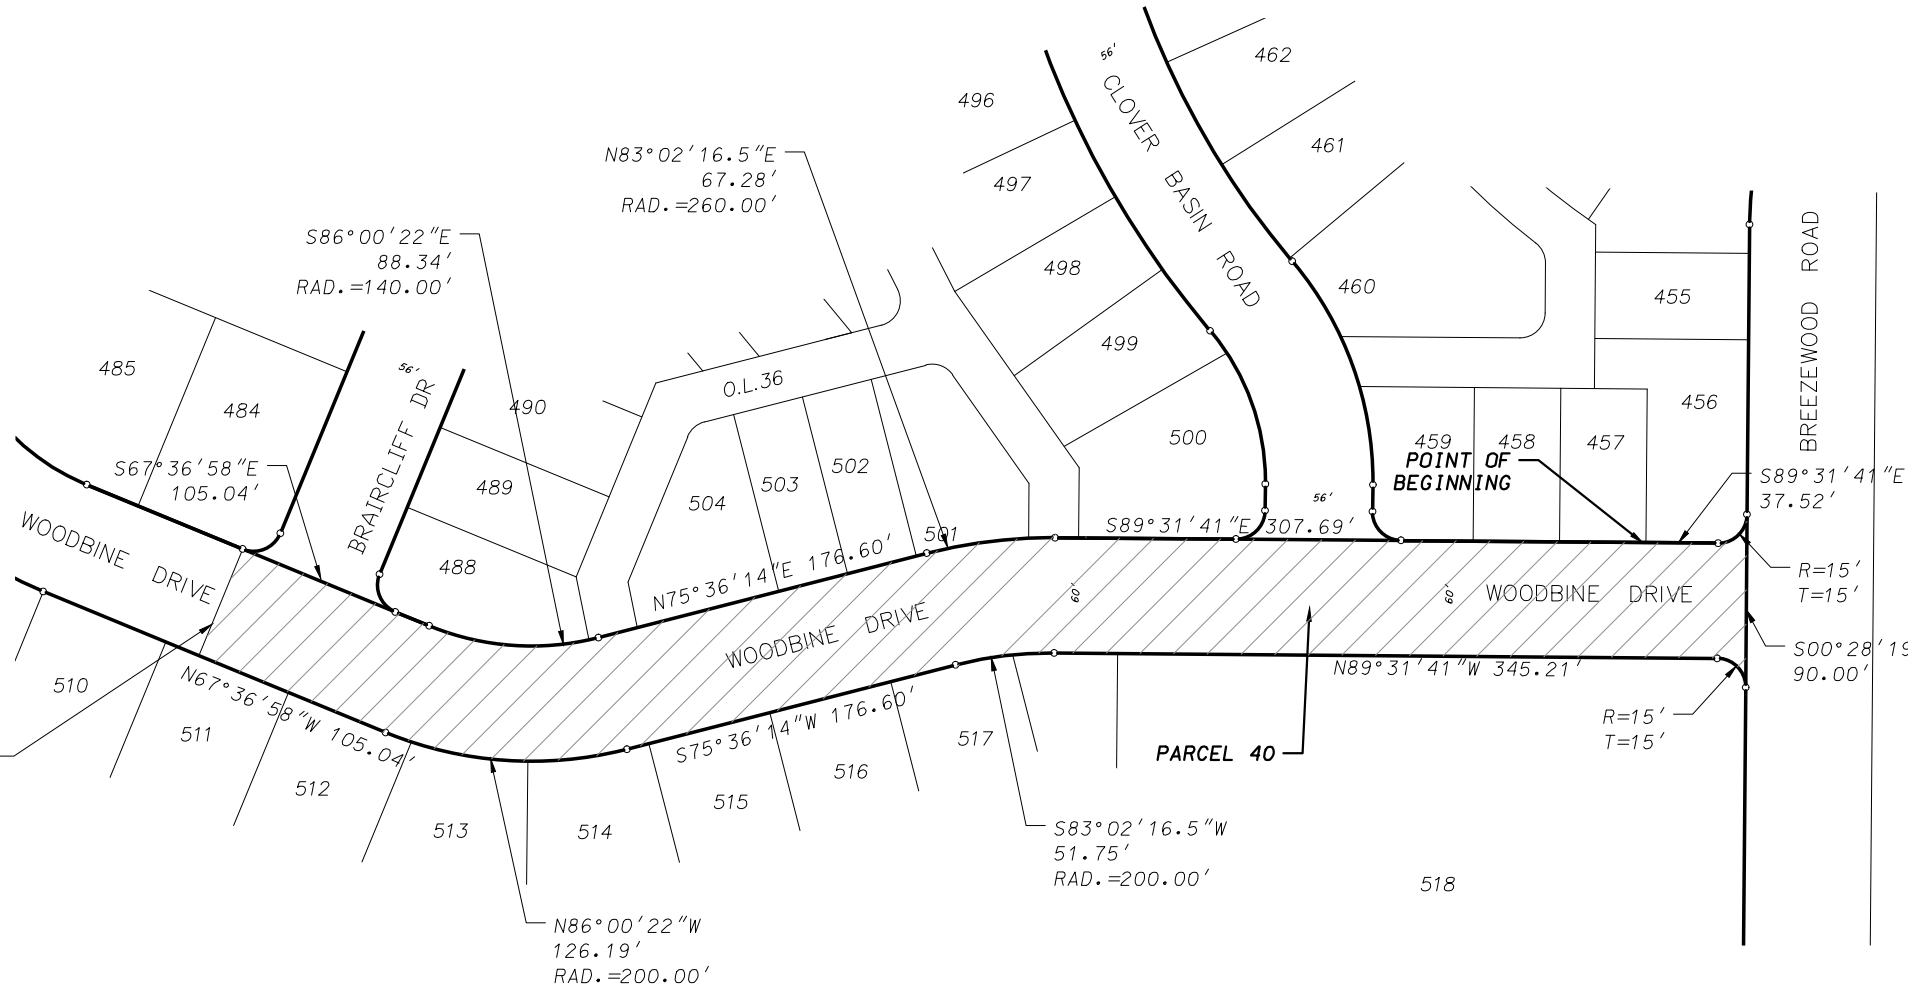 56'
462
CLOVER BASIN ROAD
496
461
N83°02'16.5"E
67.28'
RAD.=260.00'
497
S86°00'22"E
88.34'
RAD.=140.00'
BREEZEWOOD ROAD
498
460
455
499
485
56'
O.L.36
484
BRAIRCLIFF DR
490
456
500
459
458
457
POINT OF
BEGINNING
S67°36'58"E
105.04'
502
503
504
489
S89°31'41"E
37.52'
56'
S89°31'41"E 307.69'
501
WOODBINE DRIVE
488
N75°36'14"E 176.60'
R=15'
T=15'
60'
60'
WOODBINE DRIVE
WOODBINE DRIVE
S00°28'19
90.00'
N89°31'41"W 345.21'
510
N67°36'58"W 105.04'
511
S75°36'14"W 176.60'
517
R=15'
T=15'
PARCEL 40
516
512
515
513
514
S83°02'16.5"W
51.75'
RAD.=200.00'
518
N86°00'22"W
126.19'
RAD.=200.00'